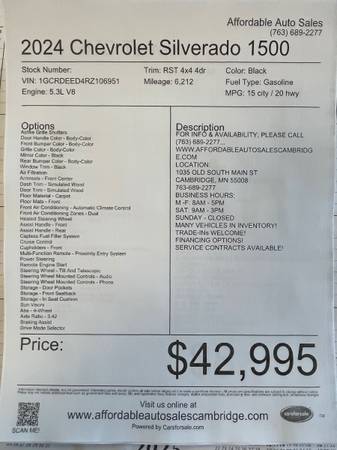 Affordable Auto Sales
(763) 689-2277
2024 Chevrolet Silverado 1500
Stock Number:
Trim: RST 4x4 4dr
Color: Black
VIN: 1GCRDEED4RZ106951
Mileage: 6,212
Fuel Type: Gasoline
Engine: 5.3L V8
MPG: 15 city / 20 hwy
Options
Active Grille Shutters
Door Handle Color - Body-Color
Front Bumper Color - Body-Color
Grille Color - Body-Color
Mirror Color - Black
Rear Bumper Color - Body-Color
Window Trim - Black
Air Filtration
Armrests - Front Center
Dash Trim - Simulated Wood
Door Trim - Simulated Wood
Floor Material - Carpet
Floor Mats - Front
Front Air Conditioning - Automatic Climate Control
Front Air Conditioning Zones - Dual
Heated Steering Wheel
Assist Handle - Front
Assist Handle - Rear
Capless Fuel Filler System
Cruise Control
Cupholders - Front
Multi-Function Remote - Proximity Entry System
Power Steering
Remote Engine Start
Steering Wheel - Tilt And Telescopic
Steering Wheel Mounted Controls - Audio
Steering Wheel Mounted Controls - Phone
Storage - Door Pockets
Storage - Front Seatback
Storage - In Seat Cushion
Sun Visors
Abs - 4-Wheel
Axle Ratio - 3.42
Braking Assist
Drive Mode Selector
Description
FOR INFO & AVAILABILITY, PLEASE CALL
(763) 689-2277...
WWW.AFFORDABLEAUTOSALESCAMBRIDG
E.COM
LOCATION:
1035 OLD SOUTH MAIN ST
CAMBRIDGE, MN 55008
763-689-2277
BUSINESS HOURS:
M -F: 8AM - 5PM
SAT: 9AM - 3PM
SUNDAY - CLOSED
MANY VEHICLES IN INVENTORY!
TRADE-INs WELCOME!
FINANCING OPTIONS!
SERVICE CONTRACTS AVAILABLE!
Price:
$42,995
SCAN ME!
Visit us online at
www.affordableautosalescambridge.com
Powered by Carsforsale.com
carsforsale